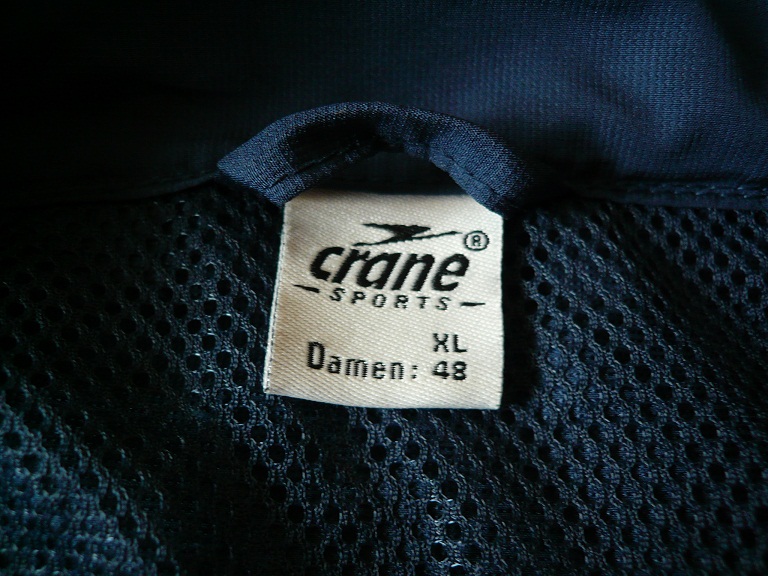 crane ®
SPORTS
XL
Damen: 48